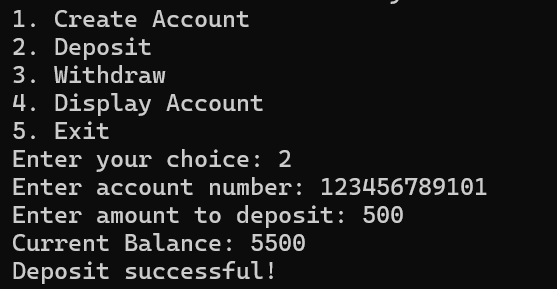 1. Create Account
2. Deposit
3. Withdraw
4. Display Account
5. Exit
Enter your choice: 2
Enter account number: 123456789101
Enter amount to deposit: 500
Current Balance: 5500
Deposit successful!